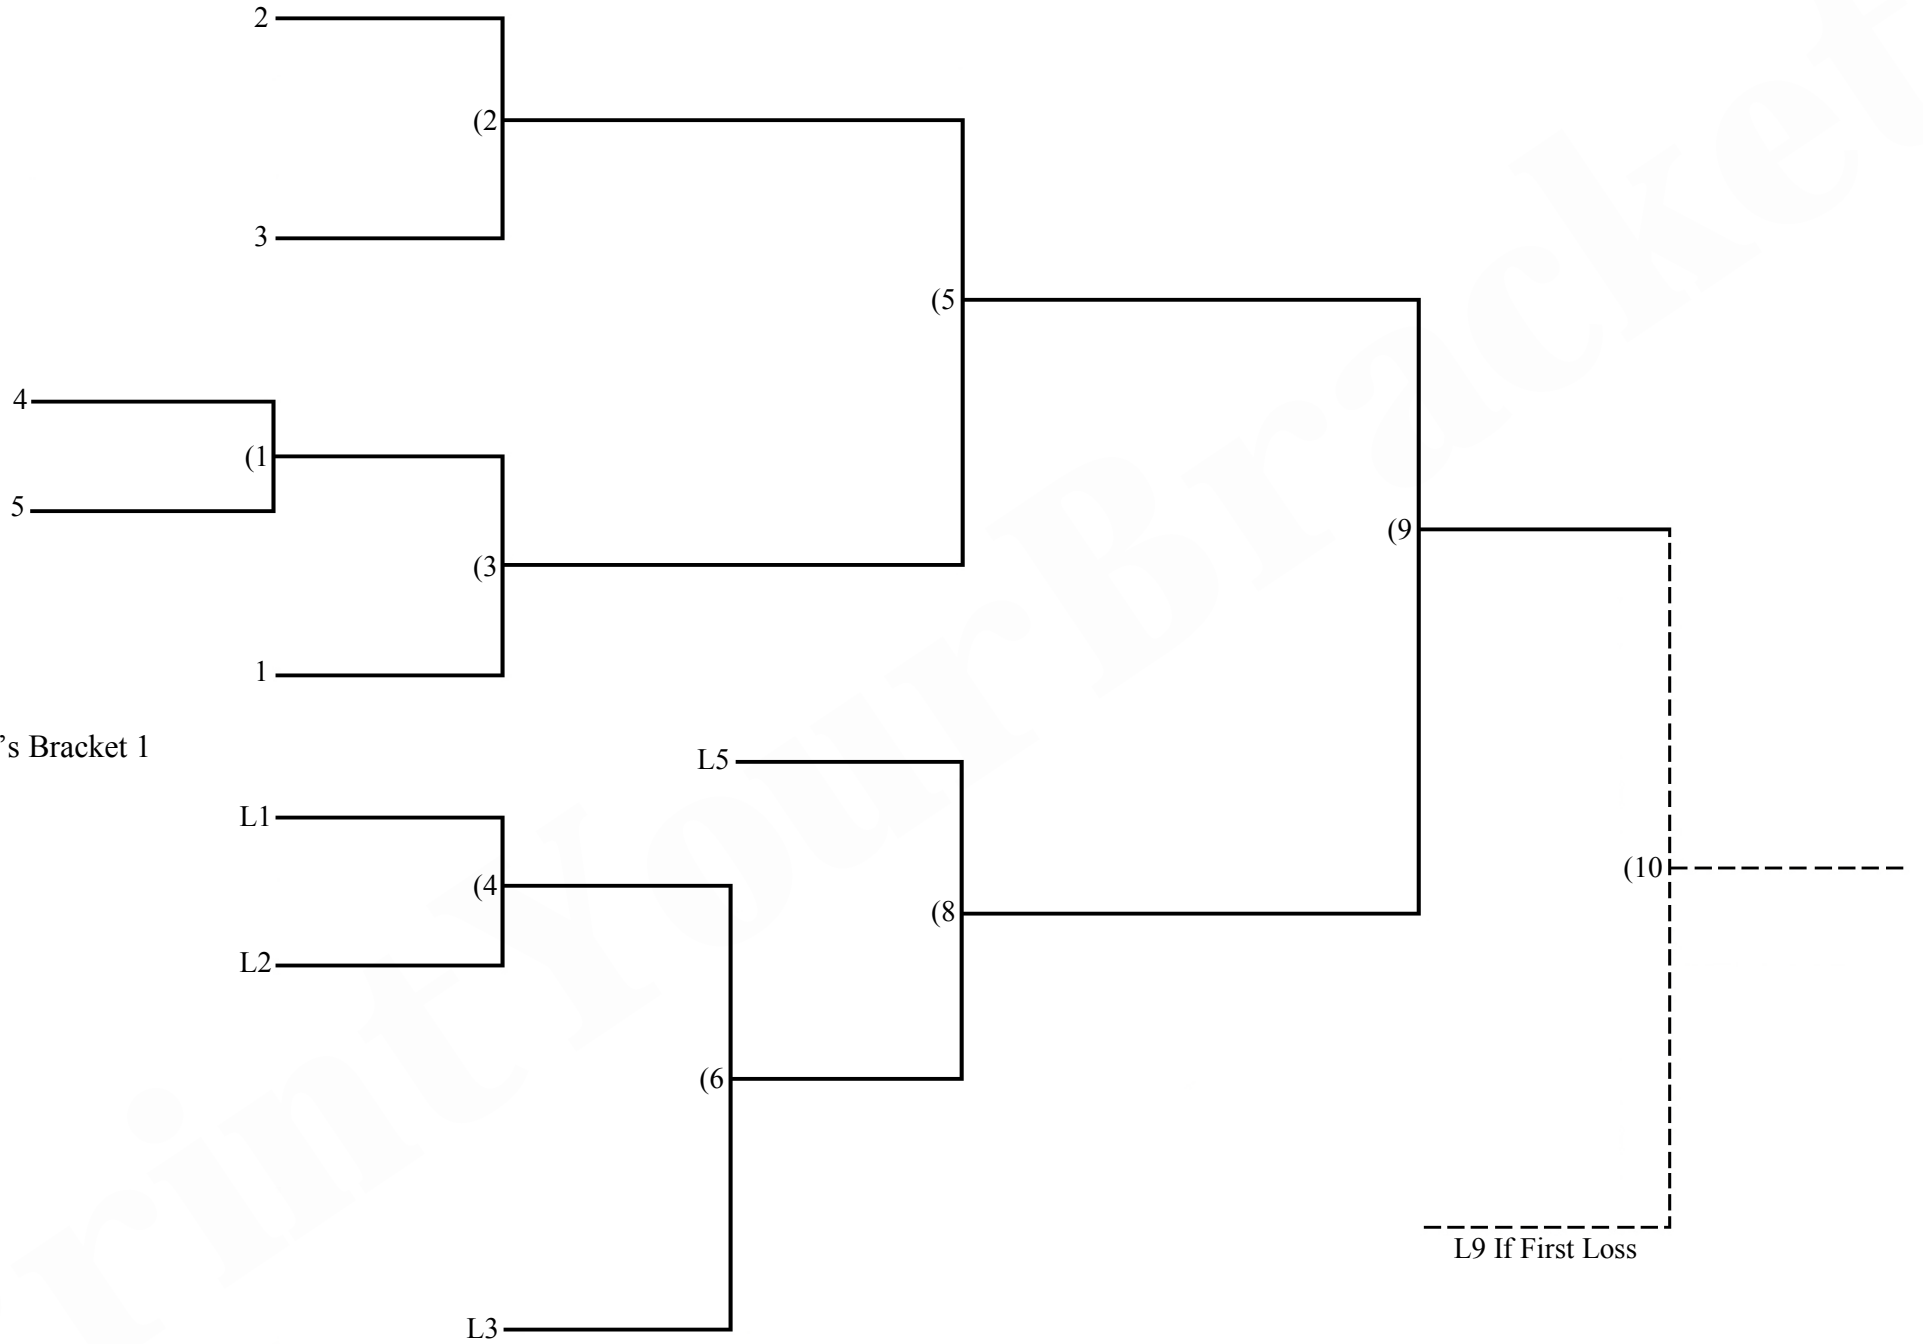 2
(2
3
(5
4
(1
5
(9
(3
1
’s Bracket 1
L5
L1
(4
(10
(8
L2
(6
L9 If First Loss
L3
rintYourBracket